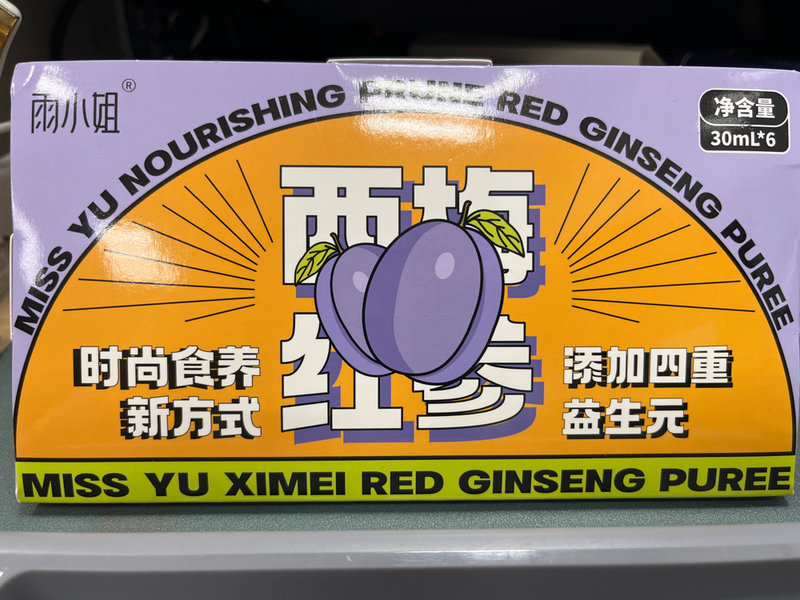 雨小姐®
MISS YU NOURISHING PRUNE RED GINSENG PUREE
净含量
30mL*6
西梅
红参
时尚食养
新方式
添加四重
益生元
MISS YU XIMEI RED GINSENG PUREE